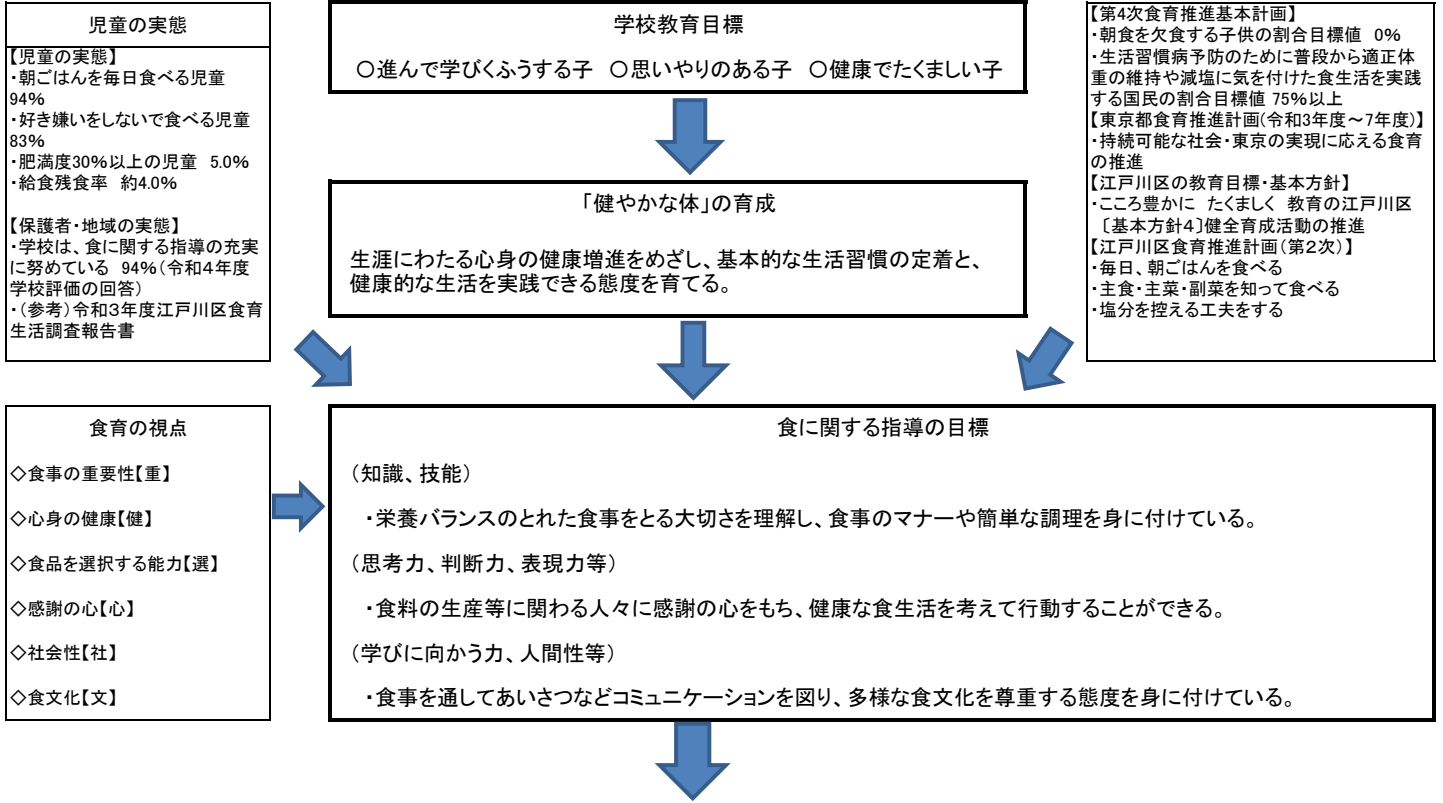 児童の実態
【児童の実態】
・朝ごはんを毎日食べる児童
94%
・好き嫌いをしないで食べる児童
83%
・肥満度30%以上の児童 5.0%
・給食残食率 約4.0%
【保護者・地域の実態】
・学校は、食に関する指導の充実
に努めている 94%(令和4年度
学校評価の回答)
・(参考)令和3年度江戸川区食育
生活調査報告書
学校教育目標
○進んで学びくふうする子 ○思いやりのある子 ○健康でたくましい子
「健やかな体」の育成
生涯にわたる心身の健康増進をめざし、基本的な生活習慣の定着と、
健康的な生活を実践できる態度を育てる。
【第4次食育推進基本計画】
・朝食を欠食する子供の割合目標値 0%
・生活習慣病予防のために普段から適正体
重の維持や減塩に気を付けた食生活を実践
する国民の割合目標値 75%以上
【東京都食育推進計画(令和3年度~7年度)】
・持続可能な社会・東京の実現に応える食育
の推進
【江戸川区の教育目標・基本方針】
・こころ豊かに たくましく 教育の江戸川区
〔基本方針4〕健全育成活動の推進
【江戸川区食育推進計画(第2次)】
・毎日、朝ごはんを食べる
・主食・主菜・副菜を知って食べる
・塩分を控える工夫をする
食育の視点
◇食事の重要性【重】
◇心身の健康【健】
◇食品を選択する能力【選】
◇感謝の心【心】
◇社会性【社】
◇食文化【文】
食に関する指導の目標
(知識、技能)
・栄養バランスのとれた食事をとる大切さを理解し、食事のマナーや簡単な調理を身に付けている。
(思考力、判断力、表現力等)
・食料の生産等に関わる人々に感謝の心をもち、健康な食生活を考えて行動することができる。
(学びに向かう力、人間性等)
・食事を通してあいさつなどコミュニケーションを図り、多様な食文化を尊重する態度を身に付けている。